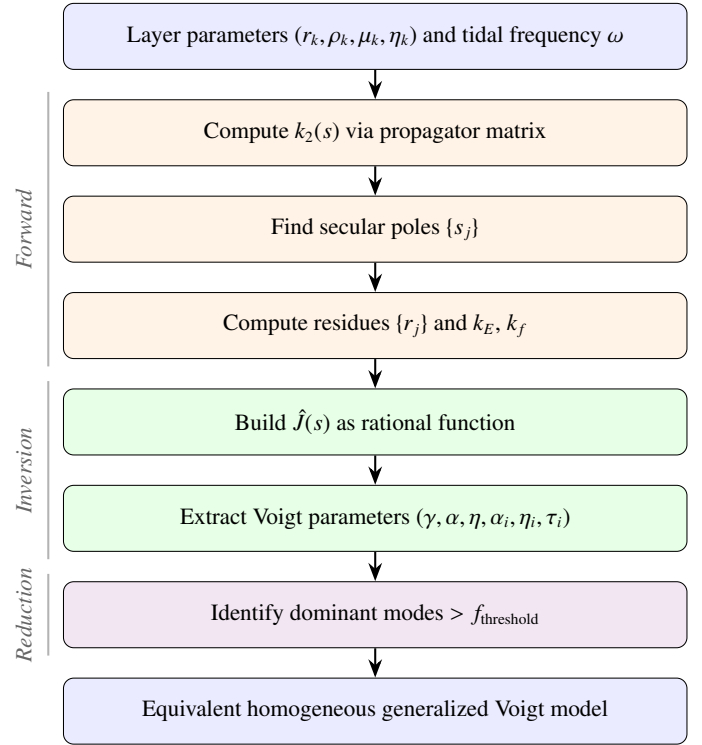 Layer parameters (r_k, ρ_k, μ_k, η_k) and tidal frequency ω
Forward
Compute k_2(s) via propagator matrix
Find secular poles {s_j}
Compute residues {r_j} and k_E, k_f
Inversion
Build Ĵ(s) as rational function
Extract Voigt parameters (γ, α, η, α_i, η_i, τ_i)
Reduction
Identify dominant modes > f_threshold
Equivalent homogeneous generalized Voigt model